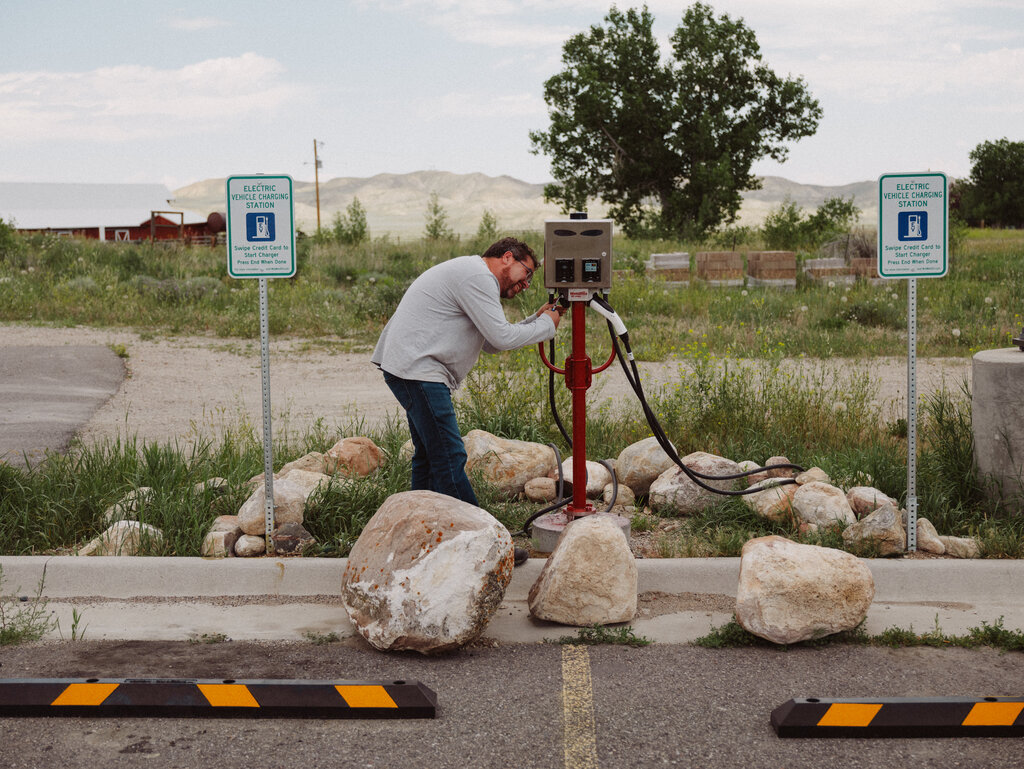 ELECTRIC
VEHICLE CHARGING
STATION
Swipe Credit Card to
Start Charger
Press End When Done
ELECTRIC
VEHICLE CHARGING
STATION
Swipe Credit Card to
Start Charger
Press End When Done